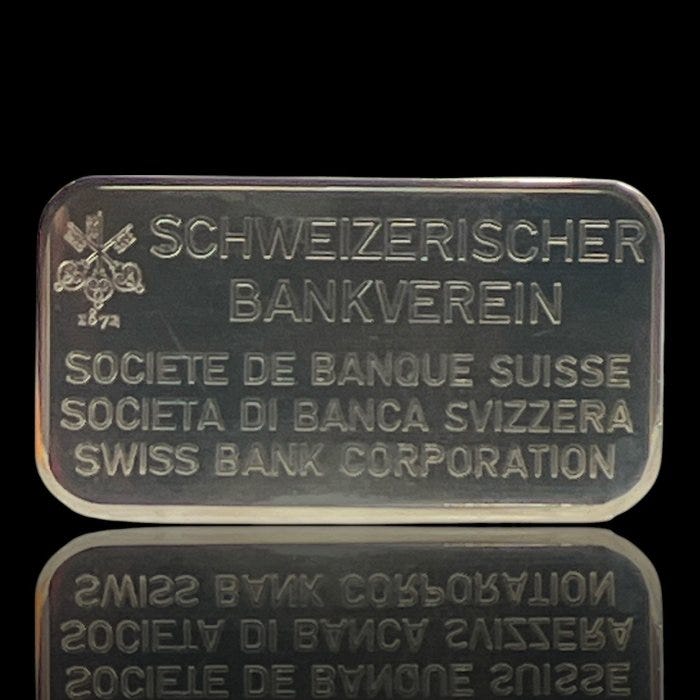 SCHWEIZERISCHER
BANKVEREIN
1872
SOCIETE DE BANQUE SUISSE
SOCIETA DI BANCA SVIZZERA
SWISS BANK CORPORATION